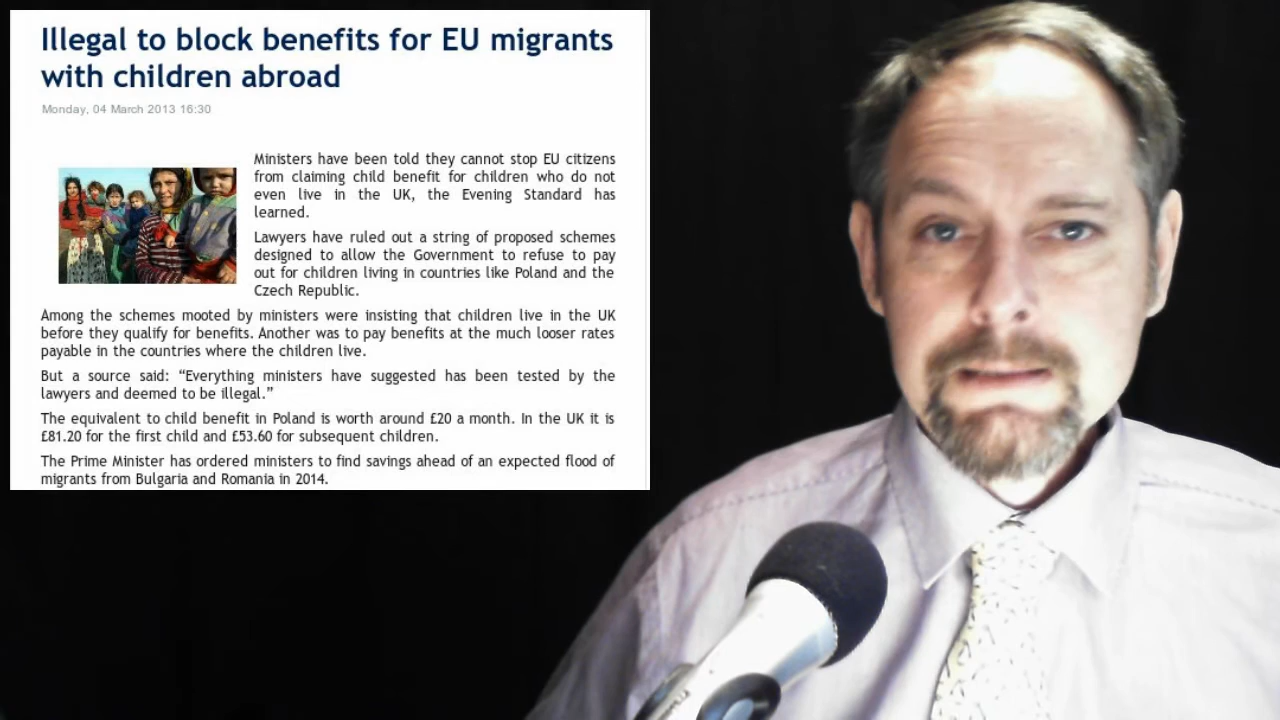 Illegal to block benefits for EU migrants
with children abroad
Monday, 04 March 2013 16:30
Ministers have been told they cannot stop EU citizens
from claiming child benefit for children who do not
even live in the UK, the Evening Standard has
learned.
Lawyers have ruled out a string of proposed schemes
designed to allow the Government to refuse to pay
out for children living in countries like Poland and the
Czech Republic.
Among the schemes mooted by ministers were insisting that children live in the UK
before they qualify for benefits. Another was to pay benefits at the much looser rates
payable in the countries where the children live.
But a source said: “Everything ministers have suggested has been tested by the
lawyers and deemed to be illegal.”
The equivalent to child benefit in Poland is worth around £20 a month. In the UK it is
£81.20 for the first child and £53.60 for subsequent children.
The Prime Minister has ordered ministers to find savings ahead of an expected flood of
migrants from Bulgaria and Romania in 2014.